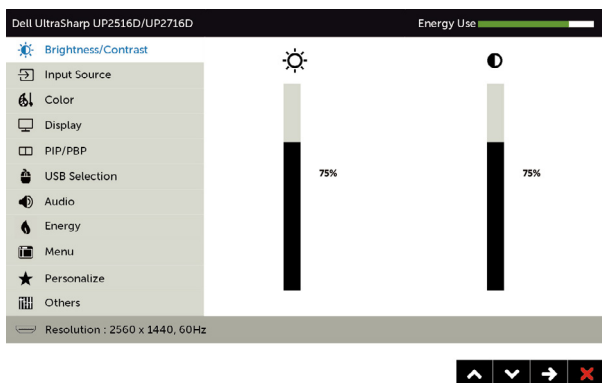 Dell UltraSharp UP2516D/UP2716D Energy Use
Brightness/Contrast
Input Source
Color
Display
PIP/PBP
USB Selection
Audio
Energy
Menu
Personalize
Others
75% 75%
Resolution : 2560 x 1440, 60Hz